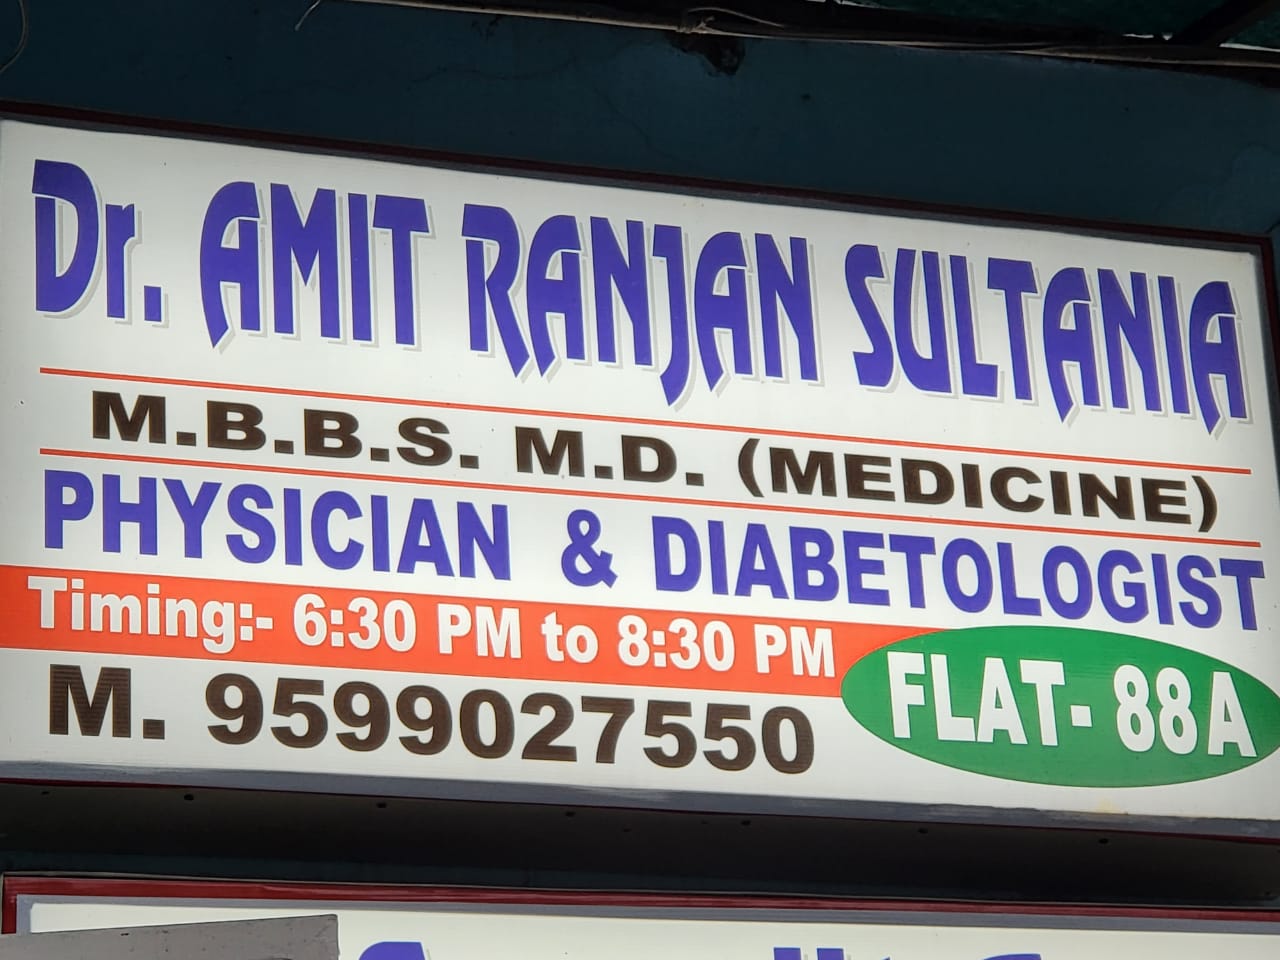 Dr. AMIT RANJAN SULTANIA
M.B.B.S. M.D. (MEDICINE)
PHYSICIAN & DIABETOLOGIST
Timing:- 6:30 PM to 8:30 PM
FLAT- 88A
M. 9599027550